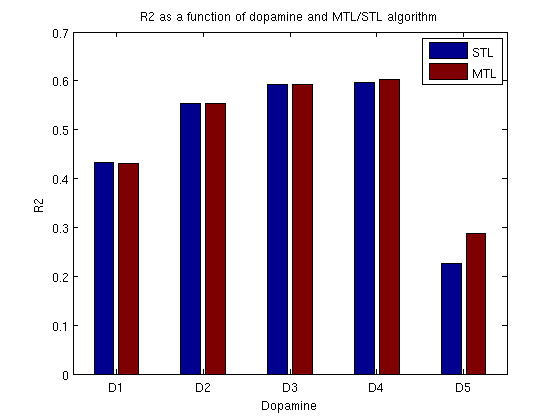 R2 as a function of dopamine and MTL/STL algorithm
STL
MTL
0.7
0.6
0.5
0.4
0.3
0.2
0.1
0
R2
D1
D2
D3
D4
D5
Dopamine